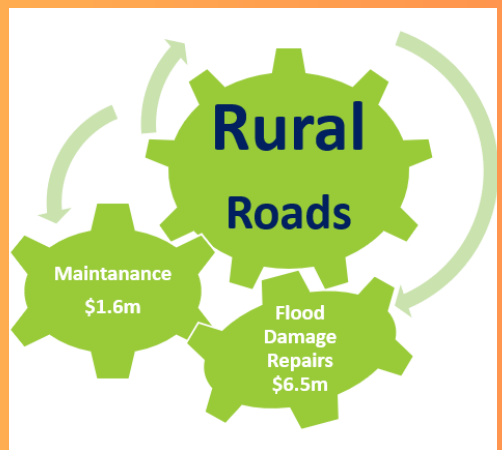 Rural
Roads
Maintanance
$1.6m
Flood
Damage
Repairs
$6.5m